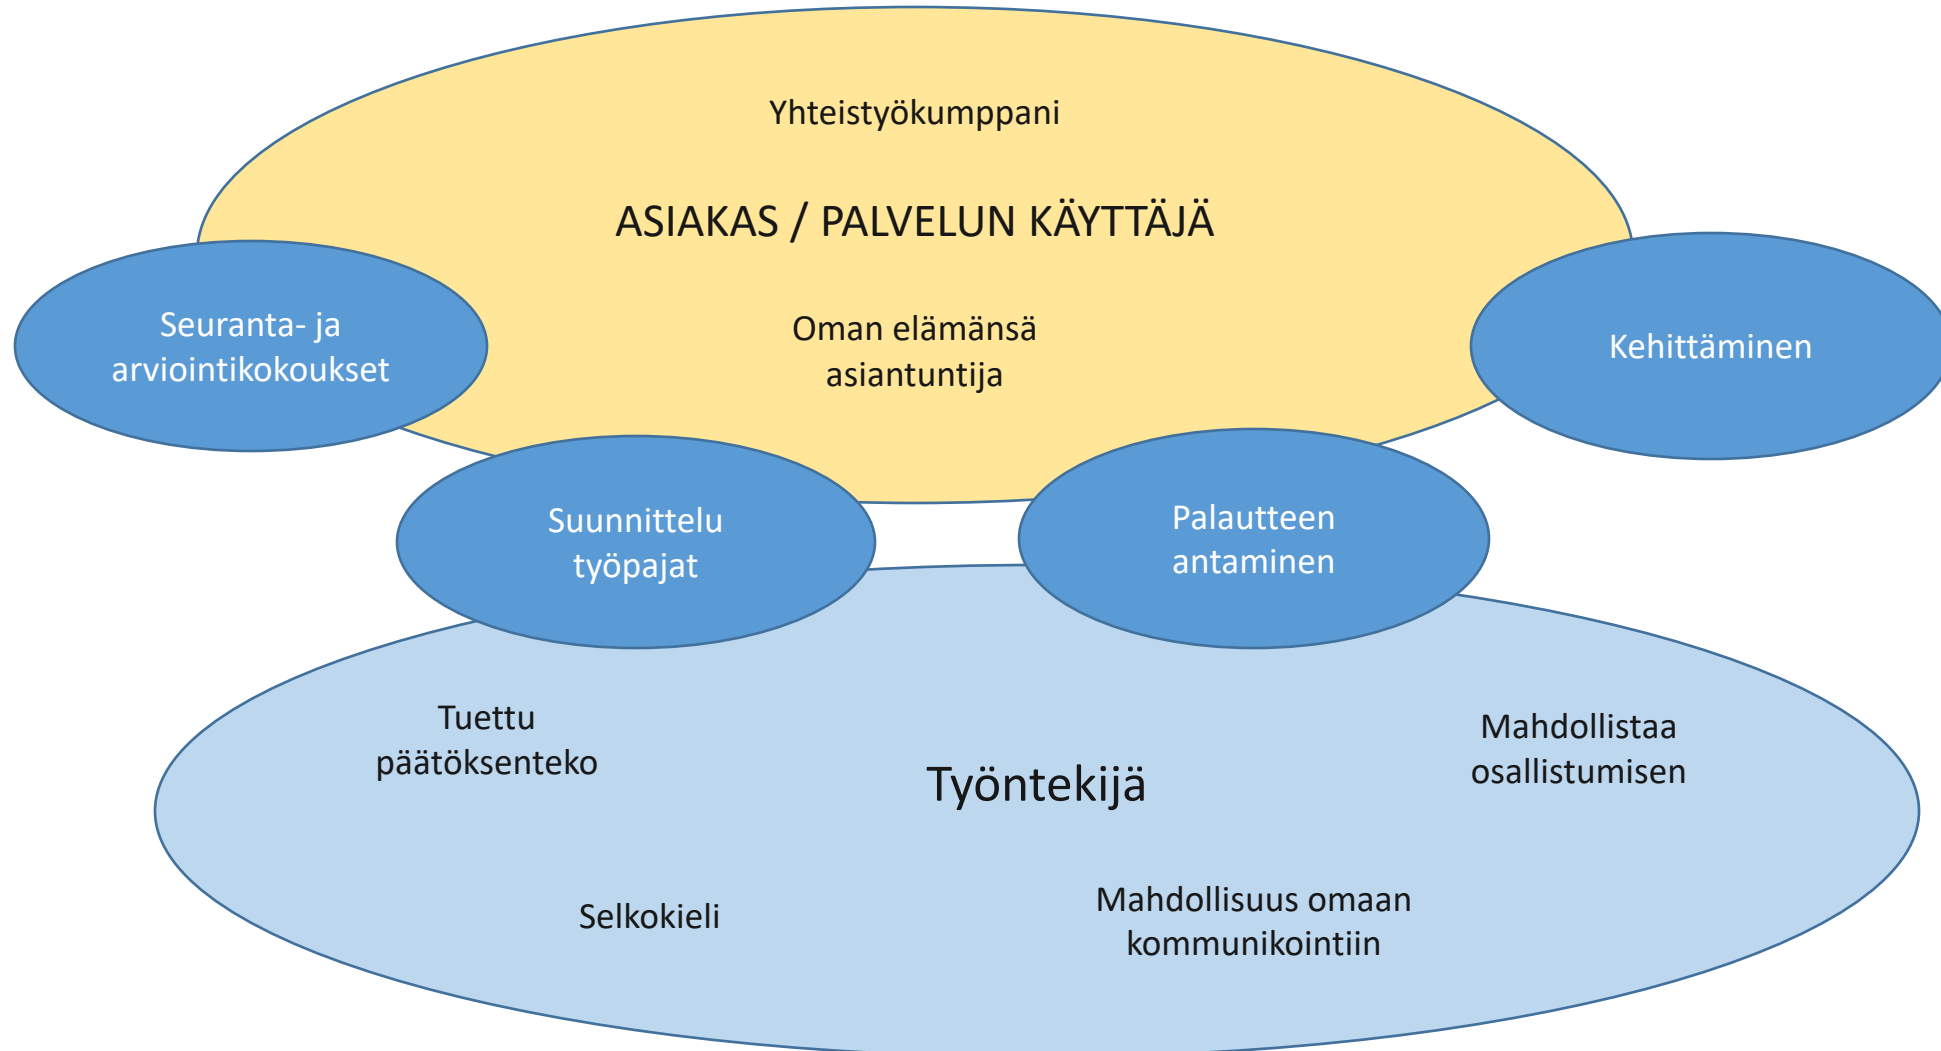 Yhteistyökumppani
ASIAKAS / PALVELUN KÄYTTÄJÄ
Oman elämänsä
asiantuntija
Seuranta- ja
arviointikokoukset
Kehittäminen
Suunnittelu
työpajat
Palautteen
antaminen
Tuettu
päätöksenteko
Työntekijä
Mahdollistaa
osallistumisen
Selkokieli
Mahdollisuus omaan
kommunikointiin